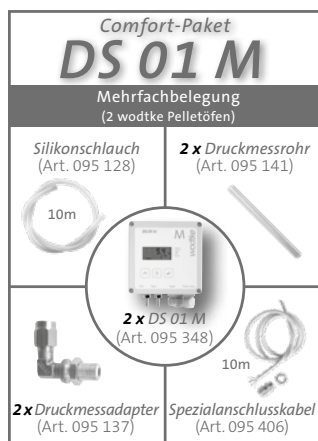 Comfort-Paket
DS 01 M
Mehrfachbelegung
(2 wodtke Pelletöfen)
Silikonschlauch
(Art. 095 128)
10m
2 x Druckmessrohr
(Art. 095 141)
M
wodtke
2 x DS 01 M
(Art. 095 348)
10m
2 x Druckmessadapter
(Art. 095 137)
Spezialanschlusskabel
(Art. 095 406)